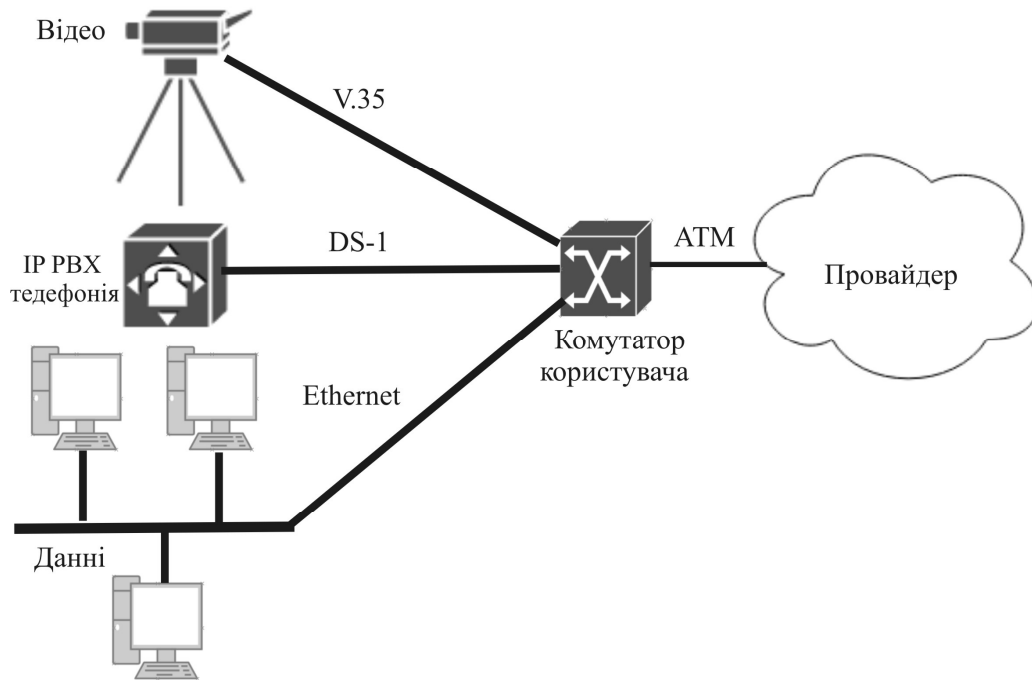 Відео
V.35
IP PBX
тедефонія
DS-1
ATM
Провайдер
Комутатор
користувача
Ethernet
Данні